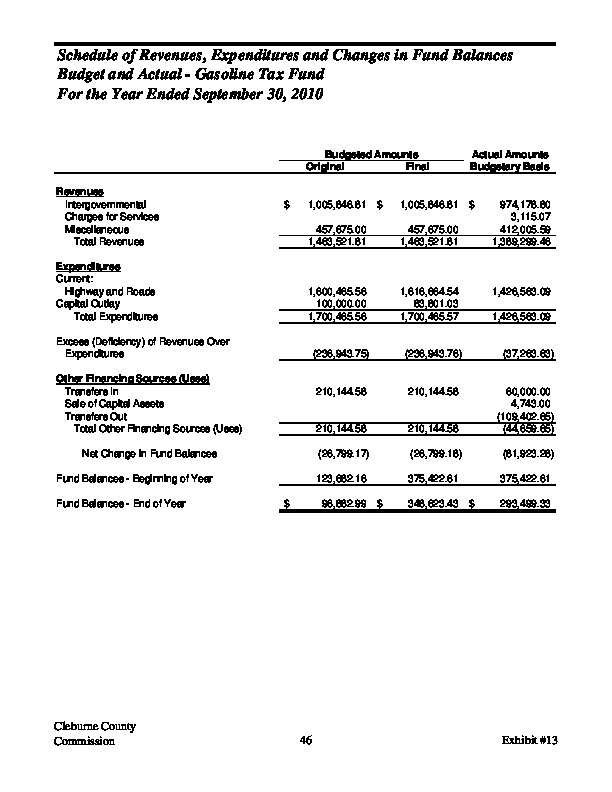 Schedule of Revenues, Expenditures and Changes in Fund Balances
Budget and Actual - Gasoline Tax Fund
For the Year Ended September 30, 2010
Budgeted Amounts Actual Amounts
Original Final Budgetary Basis
Revenues
Intergovernmental $ 1,005,846.81 $ 1,005,846.81 $ 974,178.80
Charges for Services 3,115.07
Miscellaneous 457,675.00 457,675.00 412,005.59
Total Revenues 1,463,521.81 1,463,521.81 1,389,299.46
Expenditures
Current:
Highway and Roads 1,600,465.56 1,616,664.54 1,426,563.09
Capital Outlay 100,000.00 83,801.03
Total Expenditures 1,700,465.56 1,700,465.57 1,426,563.09
Excess (Deficiency) of Revenues Over
Expenditures (236,943.75) (236,943.76) (37,263.63)
Other Financing Sources (Uses)
Transfers In 210,144.58 210,144.58 60,000.00
Sale of Capital Assets 4,743.00
Transfers Out (109,402.65)
Total Other Financing Sources (Uses) 210,144.58 210,144.58 (44,659.65)
Net Change in Fund Balances (26,799.17) (26,799.18) (81,923.28)
Fund Balances - Beginning of Year 123,682.16 375,422.61 375,422.61
Fund Balances - End of Year $ 96,882.99 $ 348,623.43 $ 293,499.33
Cleburne County
Commission 46 Exhibit #13